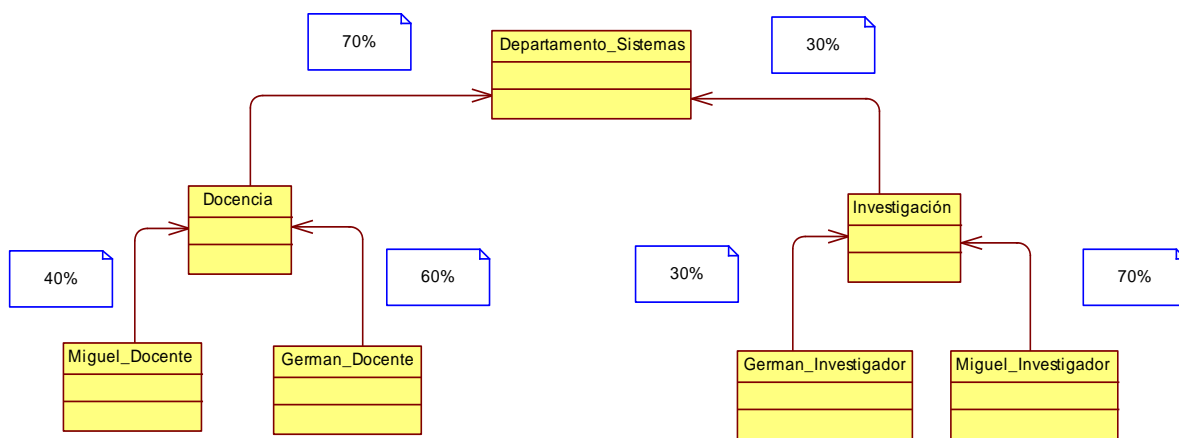 70%
Departamento_Sistemas
30%
Docencia
Investigación
40%
60%
30%
70%
Miguel_Docente
German_Docente
German_Investigador
Miguel_Investigador